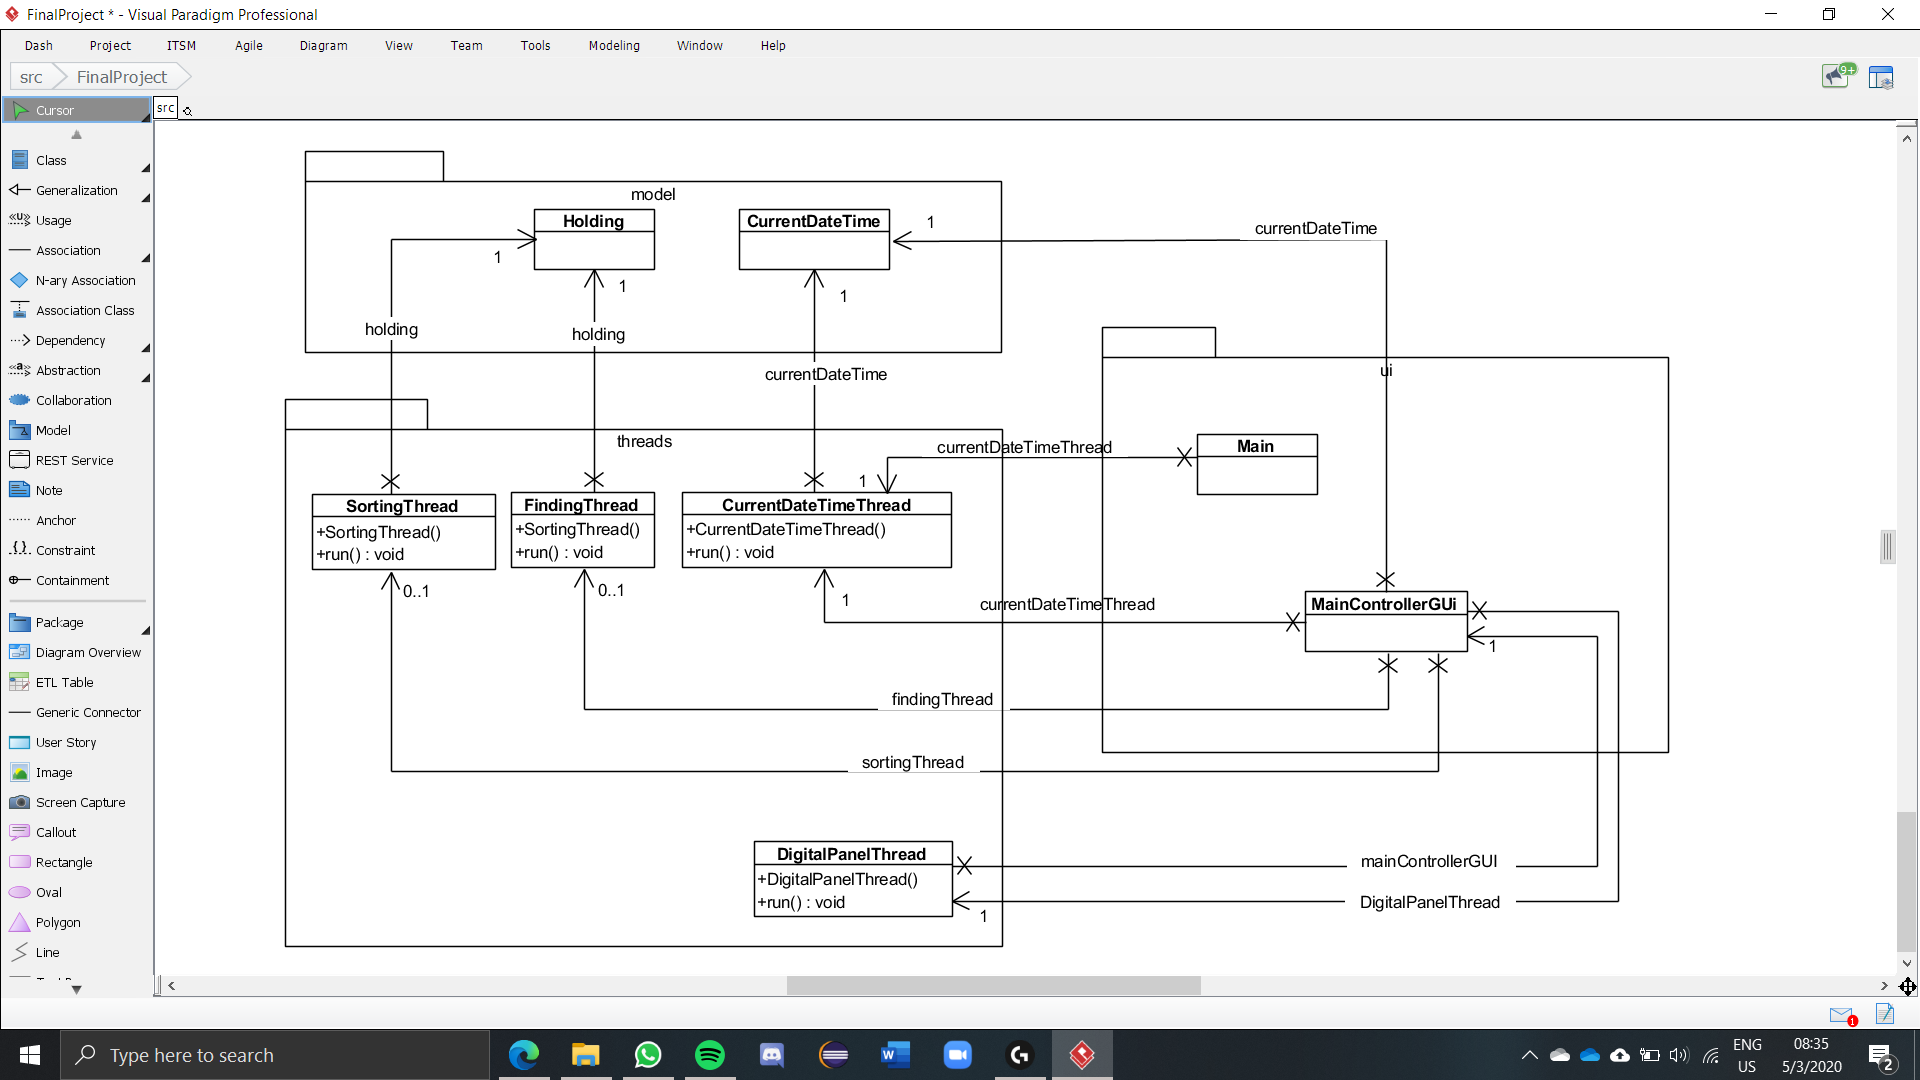 FinalProject * - Visual Paradigm Professional
Dash Project ITSM Agile Diagram View Team Tools Modeling Window Help
src FinalProject
9+
Cursor
src
Class
Generalization
Usage
Association
N-ary Association
Association Class
Dependency
Abstraction
Collaboration
Model
REST Service
Note
Anchor
Constraint
Containment
Package
Diagram Overview
ETL Table
Generic Connector
User Story
Image
Screen Capture
Callout
Rectangle
Oval
Polygon
Line
model
Holding
CurrentDateTime
1
currentDateTime
1
1
1
holding
holding
currentDateTime
ui
threads
currentDateTimeThread
Main
1
SortingThread
+SortingThread()
+run() : void
FindingThread
+SortingThread()
+run() : void
CurrentDateTimeThread
+CurrentDateTimeThread()
+run() : void
0..1
0..1
1
currentDateTimeThread
MainControllerGUi
1
findingThread
sortingThread
DigitalPanelThread
+DigitalPanelThread()
+run() : void
mainControllerGUI
DigitalPanelThread
1
1
Type here to search
ENG
US
08:35
5/3/2020
2